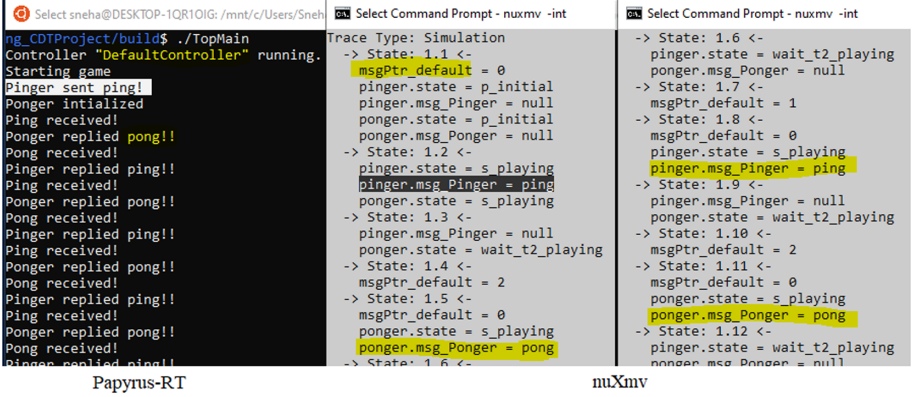 Select sneha@DESKTOP-1QR1OIG: /mnt/c/Users/Sneh
ng_CDTProject/build$ ./TopMain
Controller "DefaultController" running.
Starting game
Pinger sent ping!
Ponger intialized
Ping received!
Ponger replied pong!!
Pong received!
Pinger replied ping!!
Ping received!
Ponger replied pong!!
Pong received!
Pinger replied ping!!
Ping received!
Ponger replied pong!!
Pong received!
Pinger replied ping!!
Ping received!
Ponger replied pong!!
Pong received!
Pinger replied ping!!
Select Command Prompt - nuxmv -int
Trace Type: Simulation
-> State: 1.1 <-
msgPtr_default = 0
pinger.state = p_initial
pinger.msg_Pinger = null
ponger.state = p_initial
ponger.msg_Ponger = null
-> State: 1.2 <-
pinger.state = s_playing
pinger.msg_Pinger = ping
ponger.state = s_playing
-> State: 1.3 <-
pinger.msg_Pinger = null
ponger.state = wait_t2_playing
-> State: 1.4 <-
msgPtr_default = 2
-> State: 1.5 <-
msgPtr_default = 0
ponger.state = s_playing
ponger.msg_Ponger = pong
-> State: 1.6 <-
Select Command Prompt - nuxmv -int
-> State: 1.6 <-
pinger.state = wait_t2_playing
ponger.msg_Ponger = null
-> State: 1.7 <-
msgPtr_default = 1
-> State: 1.8 <-
msgPtr_default = 0
pinger.state = s_playing
pinger.msg_Pinger = ping
-> State: 1.9 <-
pinger.msg_Pinger = null
ponger.state = wait_t2_playing
-> State: 1.10 <-
msgPtr_default = 2
-> State: 1.11 <-
msgPtr_default = 0
ponger.state = s_playing
ponger.msg_Ponger = pong
-> State: 1.12 <-
pinger.state = wait_t2_playing
ponger.msg_Ponger = null
Papyrus-RT
nuXmv